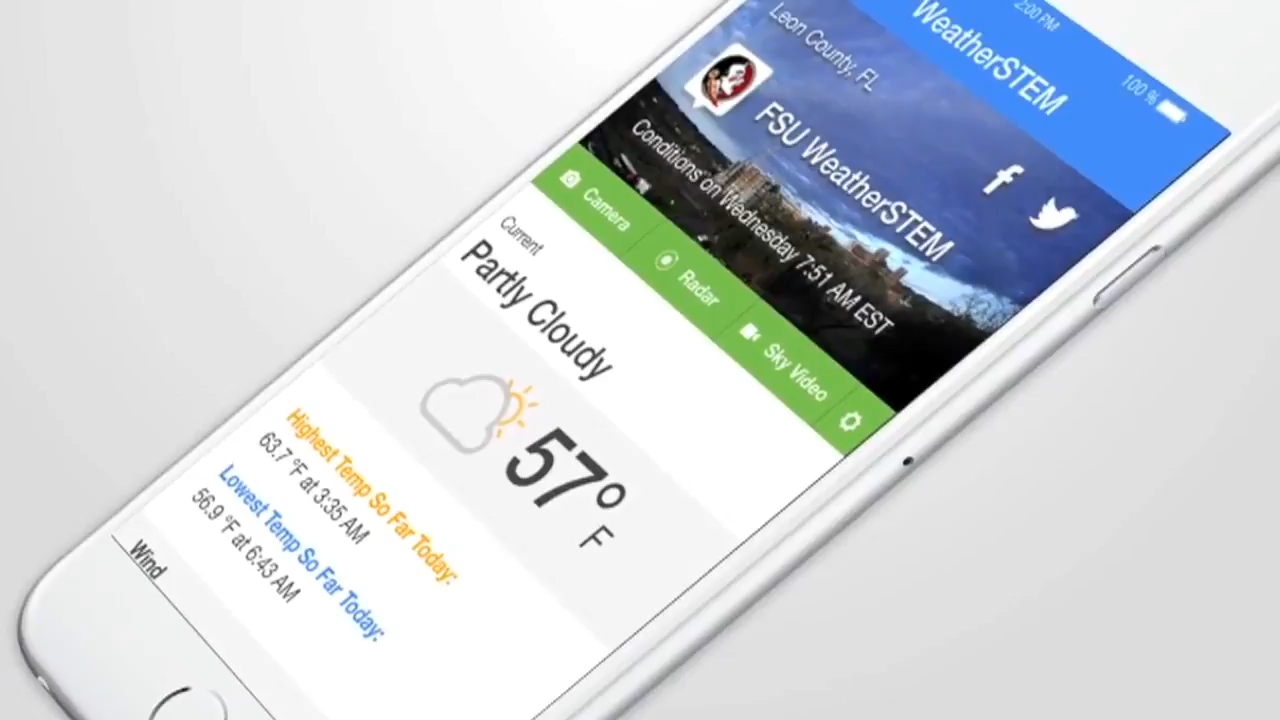 2:00 PM
100 %
WeatherSTEM
Leon County, FL
FSU WeatherSTEM
Conditions on Wednesday 7:51 AM EST
Camera
Radar
Sky Video
Current
Partly Cloudy
57°
F
Highest Temp So Far Today:
63.7 °F at 3:35 AM
Lowest Temp So Far Today:
56.9 °F at 6:43 AM
Wind